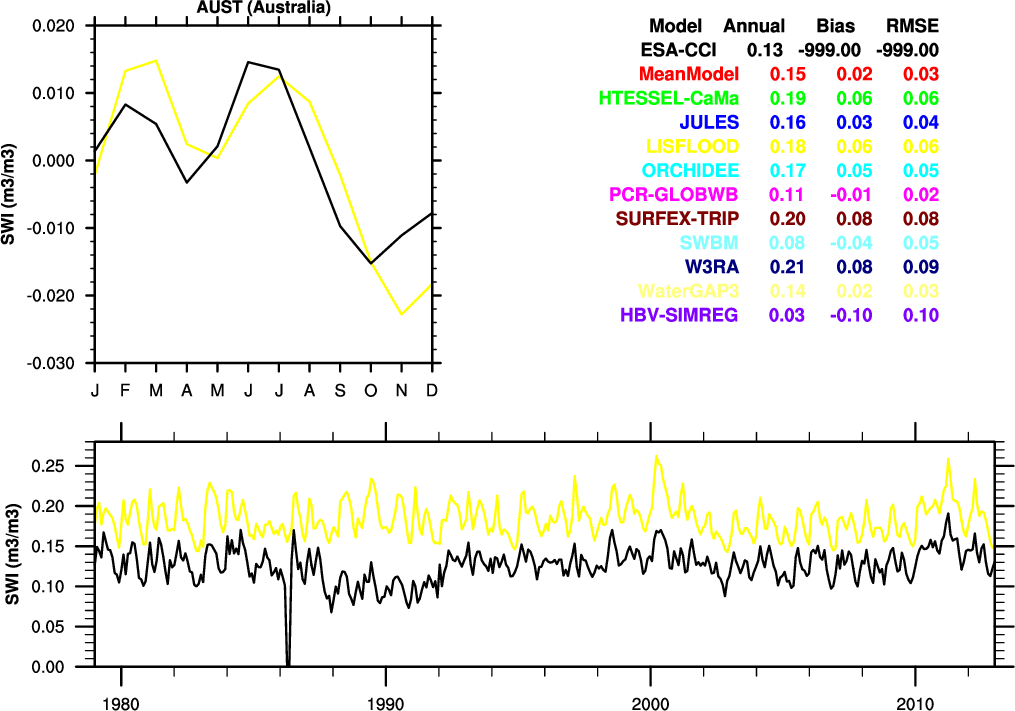 AUST (Australia)
0.020
0.010
0.000
-0.010
-0.020
-0.030
SWI (m3/m3)
J F M A M J J A S O N D
Model Annual Bias RMSE
ESA-CCI 0.13 -999.00 -999.00
MeanModel 0.15 0.02 0.03
HTESSEL-CaMa 0.19 0.06 0.06
JULES 0.16 0.03 0.04
LISFLOOD 0.18 0.06 0.06
ORCHIDEE 0.17 0.05 0.05
PCR-GLOBWB 0.11 -0.01 0.02
SURFEX-TRIP 0.20 0.08 0.08
SWBM 0.08 -0.04 0.05
W3RA 0.21 0.08 0.09
WaterGAP3 0.14 0.02 0.03
HBV-SIMREG 0.03 -0.10 0.10
0.25
0.20
0.15
0.10
0.05
0.00
SWI (m3/m3)
1980 1990 2000 2010